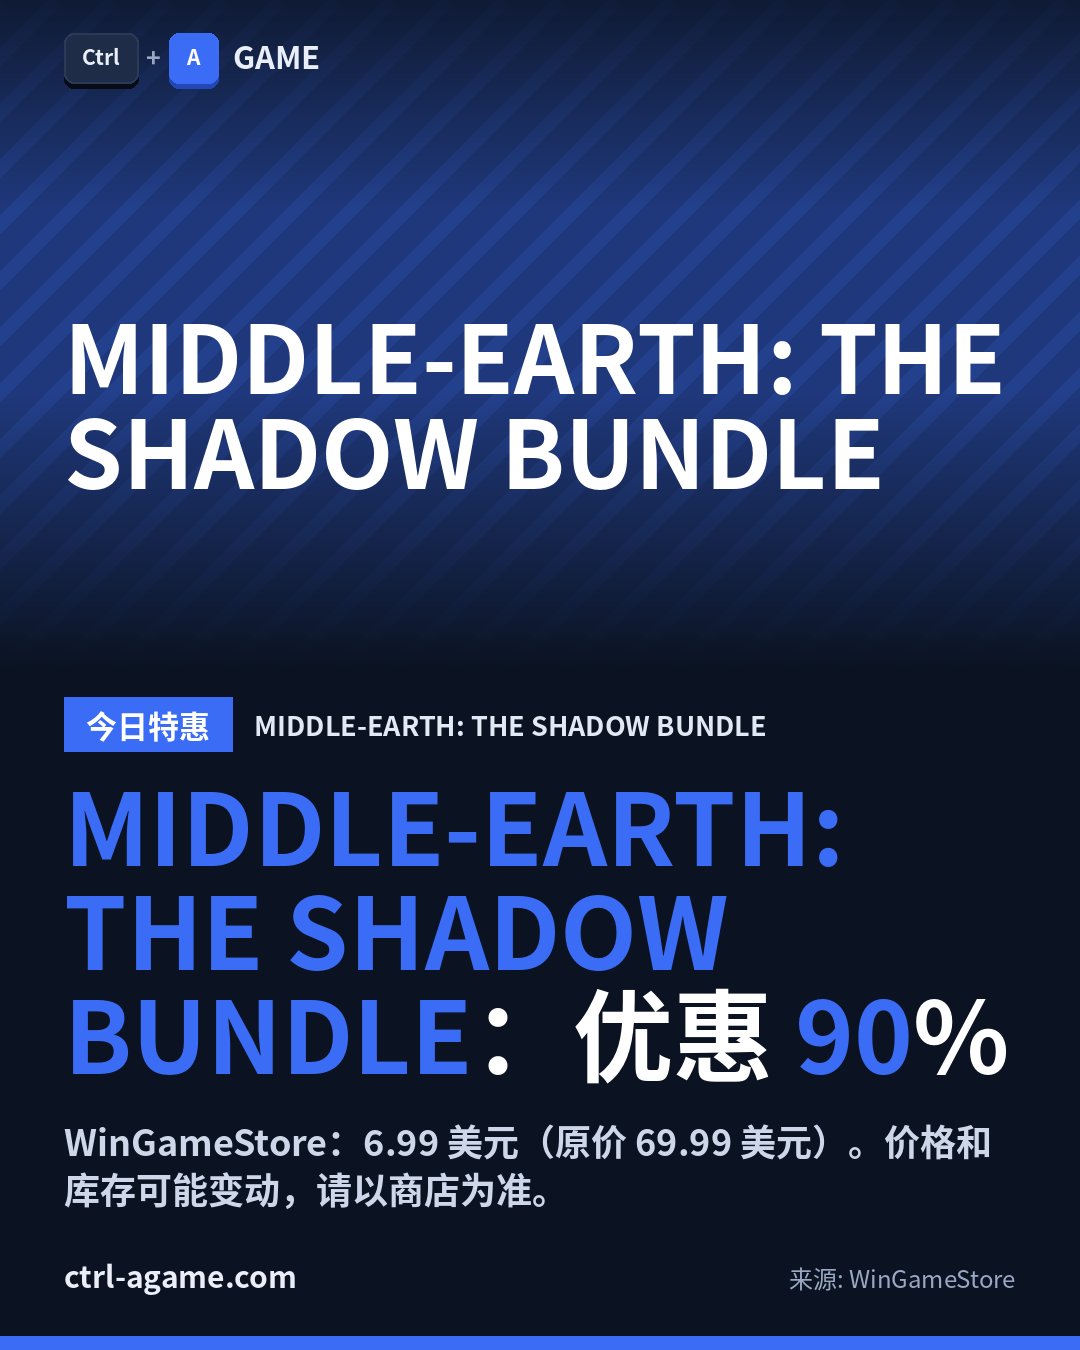 Ctrl + A GAME
MIDDLE-EARTH: THE
SHADOW BUNDLE
今日特惠 MIDDLE-EARTH: THE SHADOW BUNDLE
MIDDLE-EARTH:
THE SHADOW
BUNDLE：优惠 90%
WinGameStore：6.99 美元（原价 69.99 美元）。价格和
库存可能变动，请以商店为准。
ctrl-agame.com
来源: WinGameStore